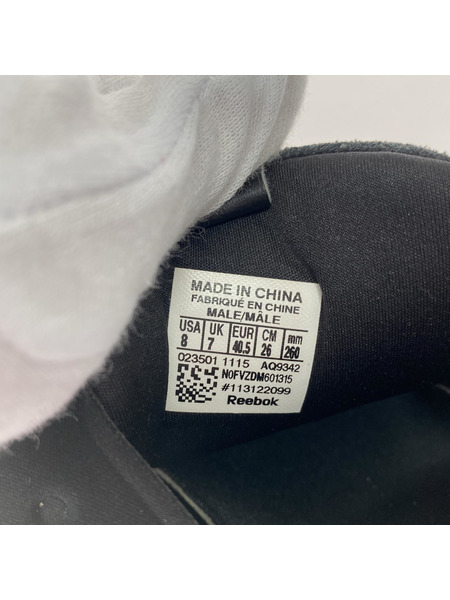 MADE IN CHINA
FABRIQUÉ EN CHINE
MALE/MÂLE
USA UK EUR CM mm
8 7 40.5 26 260
023501 1115 AQ9342
N0FVZDM601315
#113122099
Reebok